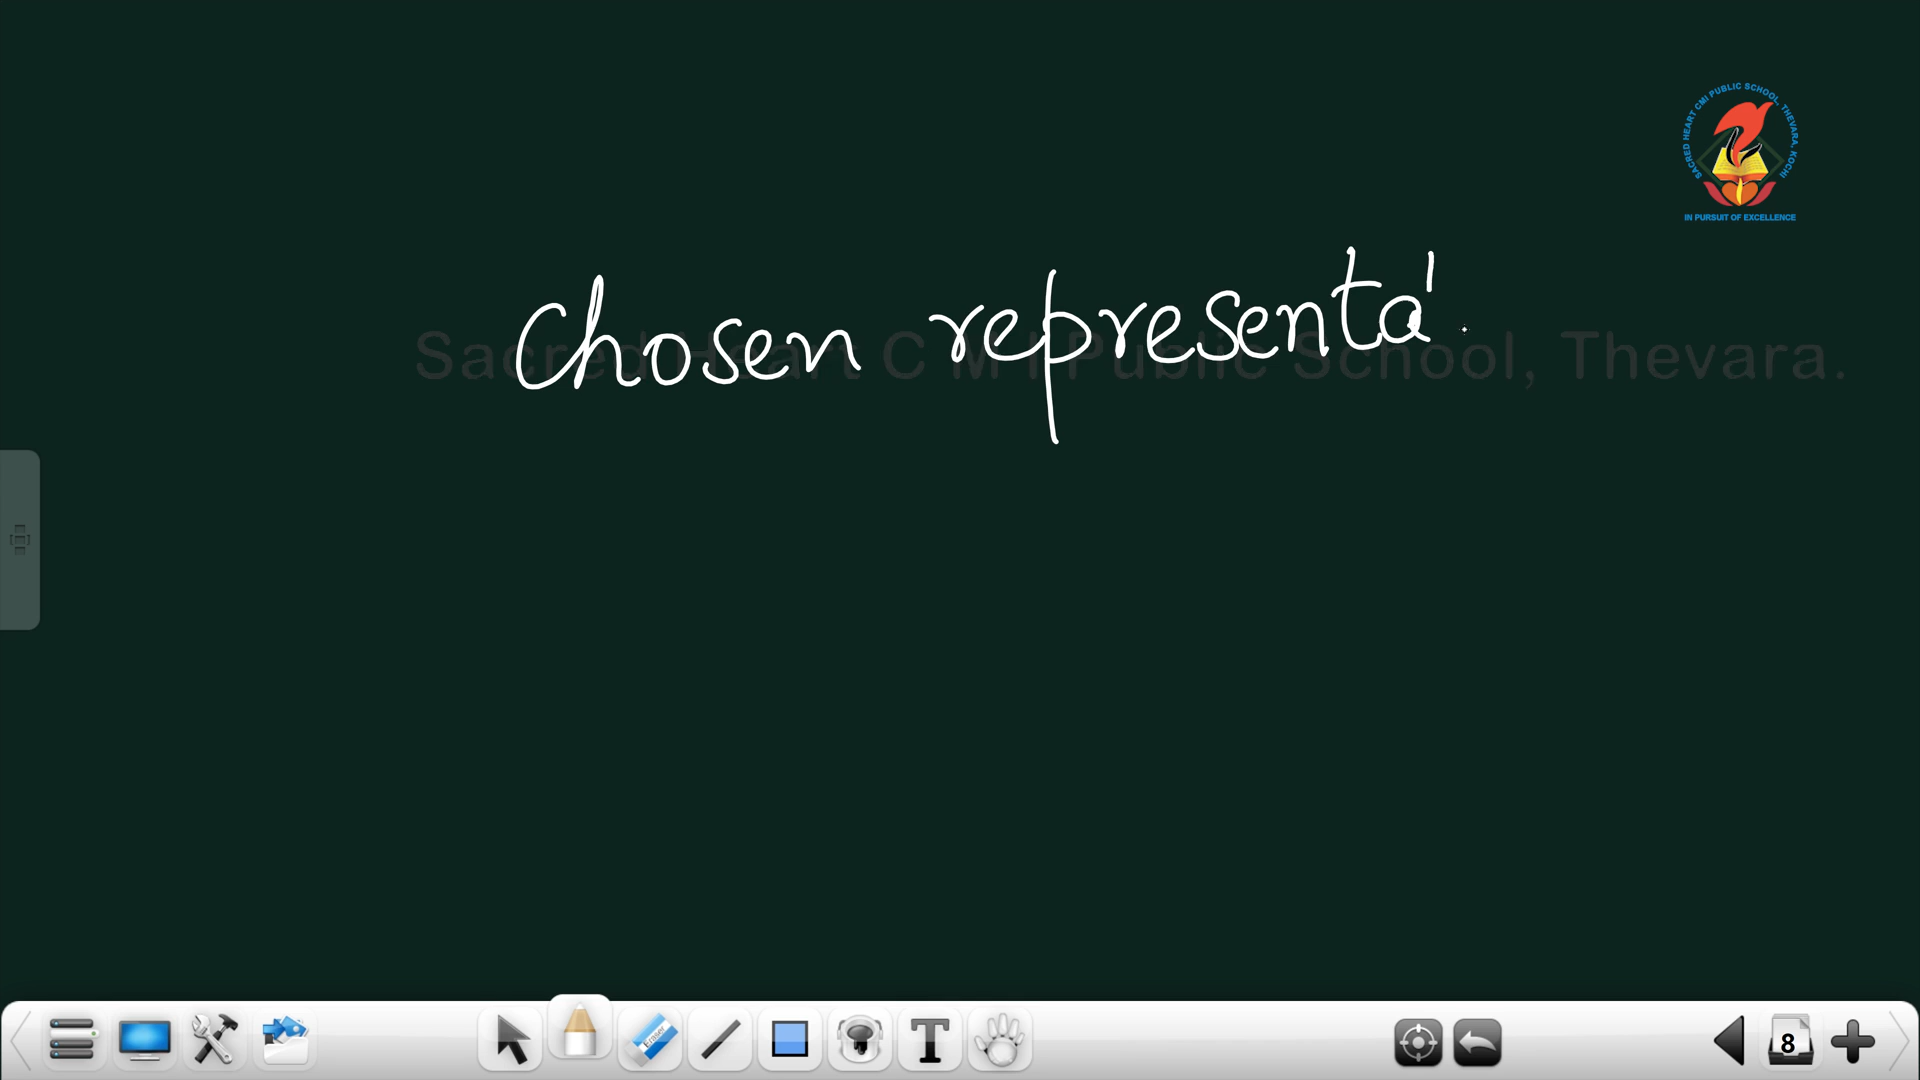 SACRED HEART CMI PUBLIC SCHOOL, THEVARA, KOCHI
IN PURSUIT OF EXCELLENCE
Chosen representa
Sacred Heart C M I Public School, Thevara.
Eraser
T
8